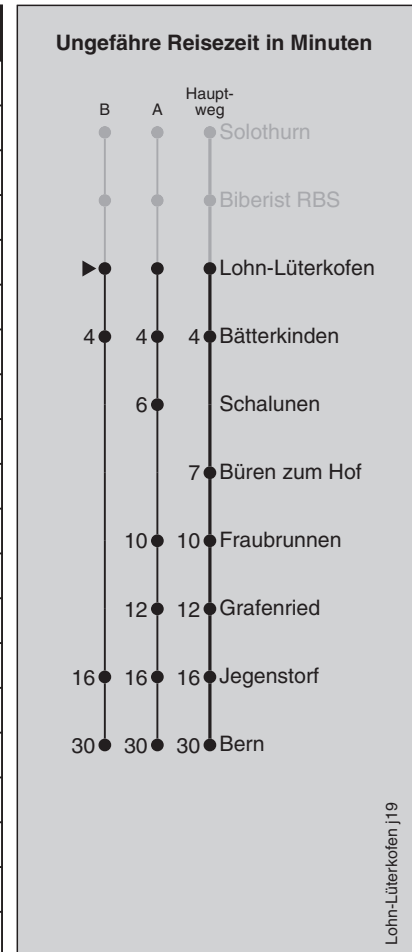 Ungefähre Reisezeit in Minuten
B A Haupt-
weg
Solothurn
Biberist RBS
Lohn-Lüterkofen
4 4 4 Bätterkinden
6 Schalunen
7 Büren zum Hof
10 10 Fraubrunnen
12 12 Grafenried
16 16 16 Jegenstorf
30 30 30 Bern
Lohn-Lüterkofen j19